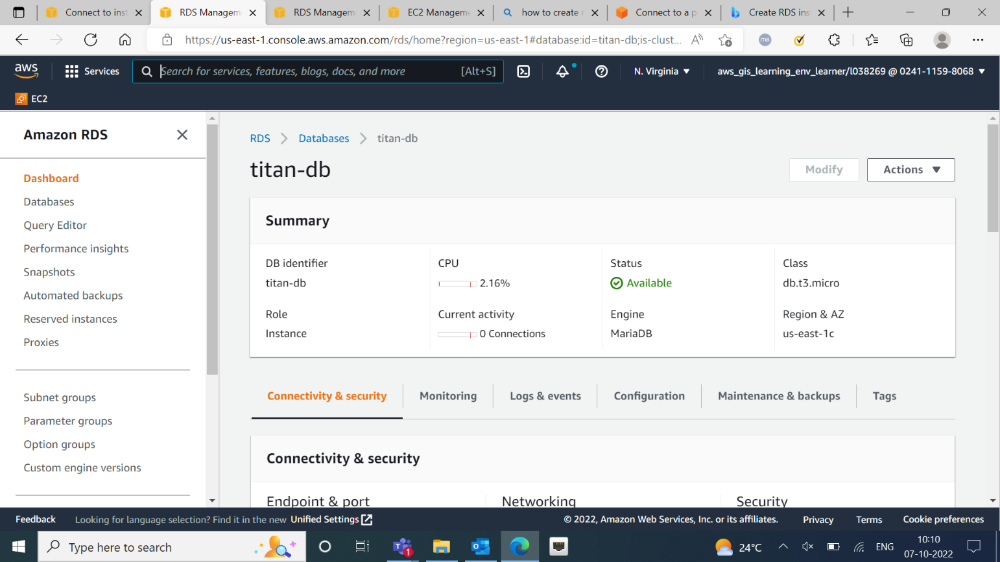 Connect to inst
RDS Managem
RDS Managem
EC2 Manageme
how to create
Connect to a p
Create RDS ins
https://us-east-1.console.aws.amazon.com/rds/home?region=us-east-1#database:id=titan-db;is-clust...
me
aws
Services
Search for services, features, blogs, docs, and more
[Alt+S]
N. Virginia
aws_gis_learning_env_learner/l038269 @ 0241-1159-8068
EC2
Amazon RDS
Dashboard
Databases
Query Editor
Performance insights
Snapshots
Automated backups
Reserved instances
Proxies
Subnet groups
Parameter groups
Option groups
Custom engine versions
RDS > Databases > titan-db
titan-db
Modify
Actions
Summary
DB identifier
titan-db
CPU
2.16%
Status
Available
Class
db.t3.micro
Role
Instance
Current activity
0 Connections
Engine
MariaDB
Region & AZ
us-east-1c
Connectivity & security
Monitoring
Logs & events
Configuration
Maintenance & backups
Tags
Connectivity & security
Endpoint & port
Networking
Security
Feedback
Looking for language selection? Find it in the new Unified Settings
© 2022, Amazon Web Services, Inc. or its affiliates.
Privacy
Terms
Cookie preferences
Type here to search
1
24°C
ENG
10:10
07-10-2022